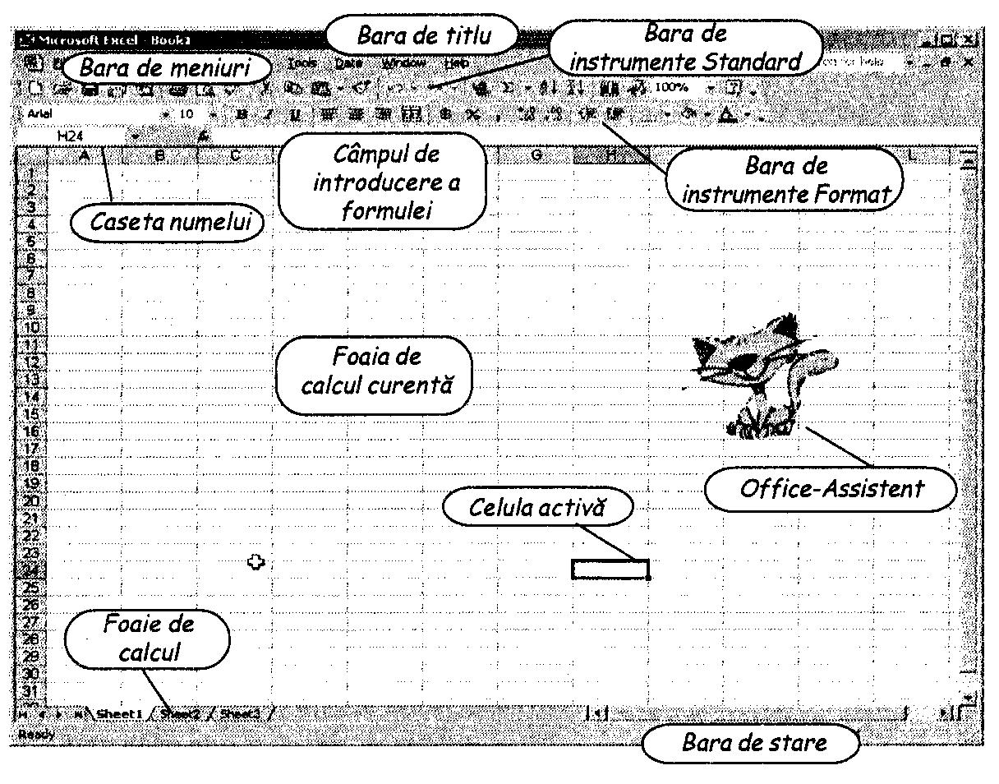 Microsoft Excel - Book1
Bara de titlu
Bara de
instrumente Standard
Bara de meniuri
Tools Data Window Help
100%
Arial 10 B I U % ,
H24
A B C G H L
Câmpul de
introducere a
formulei
Bara de
instrumente Format
Caseta numelui
1
2
3
4
5
6
7
8
9
10
11
12
13
14
15
16
17
18
19
20
21
22
23
24
25
26
27
28
29
30
31
Foaia de
calcul curentă
Office-Assistent
Celula activă
Foaie de
calcul
Sheet1 / Sheet2 / Sheet3 /
Ready
Bara de stare